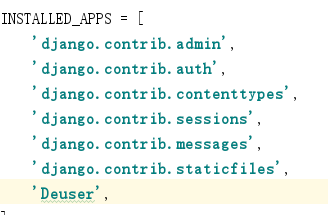 INSTALLED_APPS = [
'django.contrib.admin',
'django.contrib.auth',
'django.contrib.contenttypes',
'django.contrib.sessions',
'django.contrib.messages',
'django.contrib.staticfiles',
'Deuser',
]